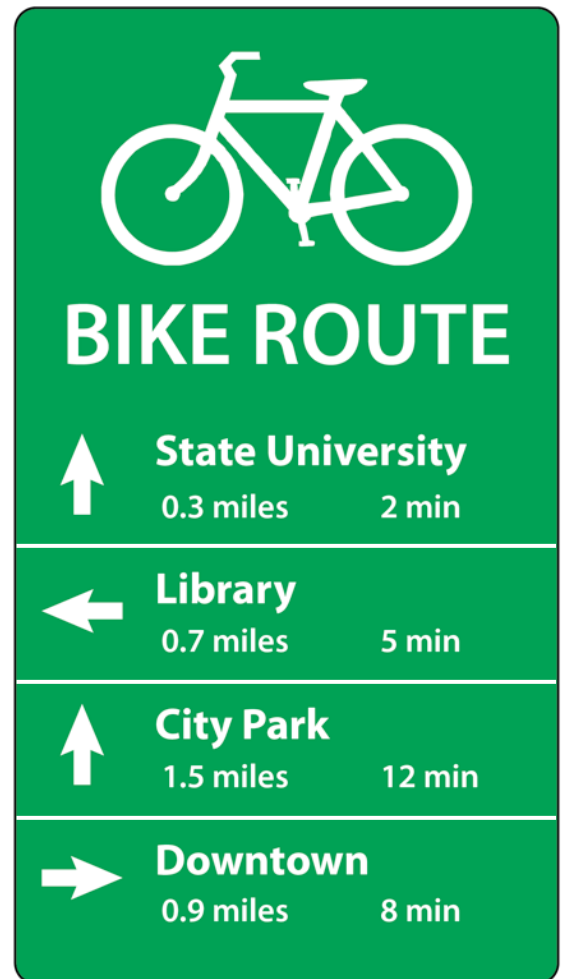 BIKE ROUTE
State University
0.3 miles 2 min
Library
0.7 miles 5 min
City Park
1.5 miles 12 min
Downtown
0.9 miles 8 min